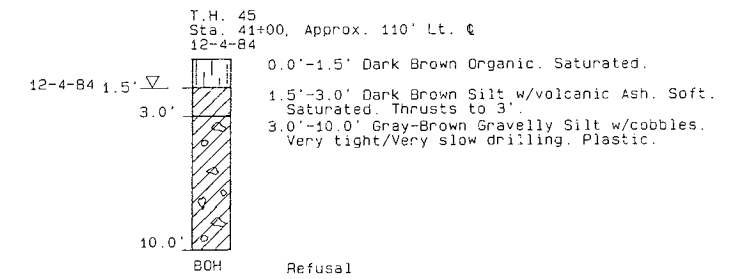 T.H. 45
Sta. 41+00, Approx. 110' Lt. ℄
12-4-84
0.0'-1.5' Dark Brown Organic. Saturated.
12-4-84 1.5'
1.5'-3.0' Dark Brown Silt w/volcanic Ash. Soft.
Saturated. Thrusts to 3'.
3.0'
3.0'-10.0' Gray-Brown Gravelly Silt w/cobbles.
Very tight/Very slow drilling. Plastic.
10.0'
BOH Refusal